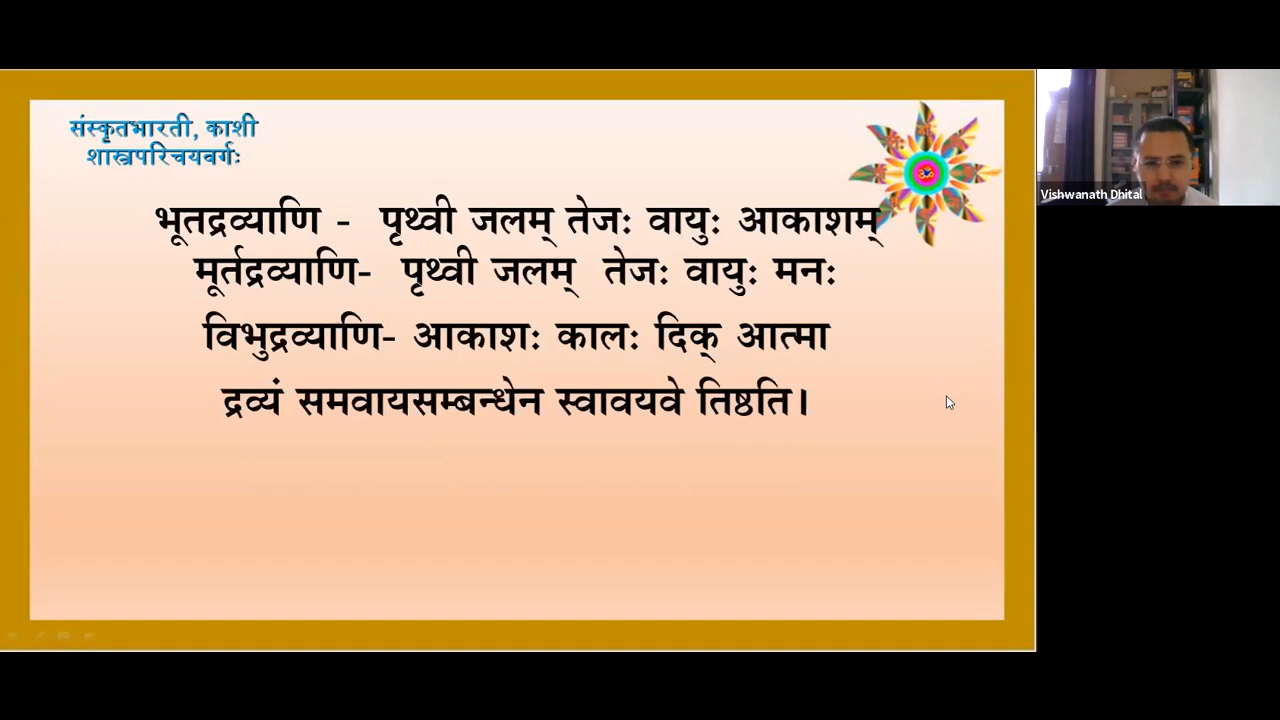 संस्कृतभारती, काशी
शास्त्रपरिचयवर्गः
भूतद्रव्याणि - पृथ्वी जलम् तेजः वायुः आकाशम्
मूर्तद्रव्याणि- पृथ्वी जलम् तेजः वायुः मनः
विभुद्रव्याणि- आकाशः कालः दिक् आत्मा
द्रव्यं समवायसम्बन्धेन स्वावयवे तिष्ठति।
Vishwanath Dhital